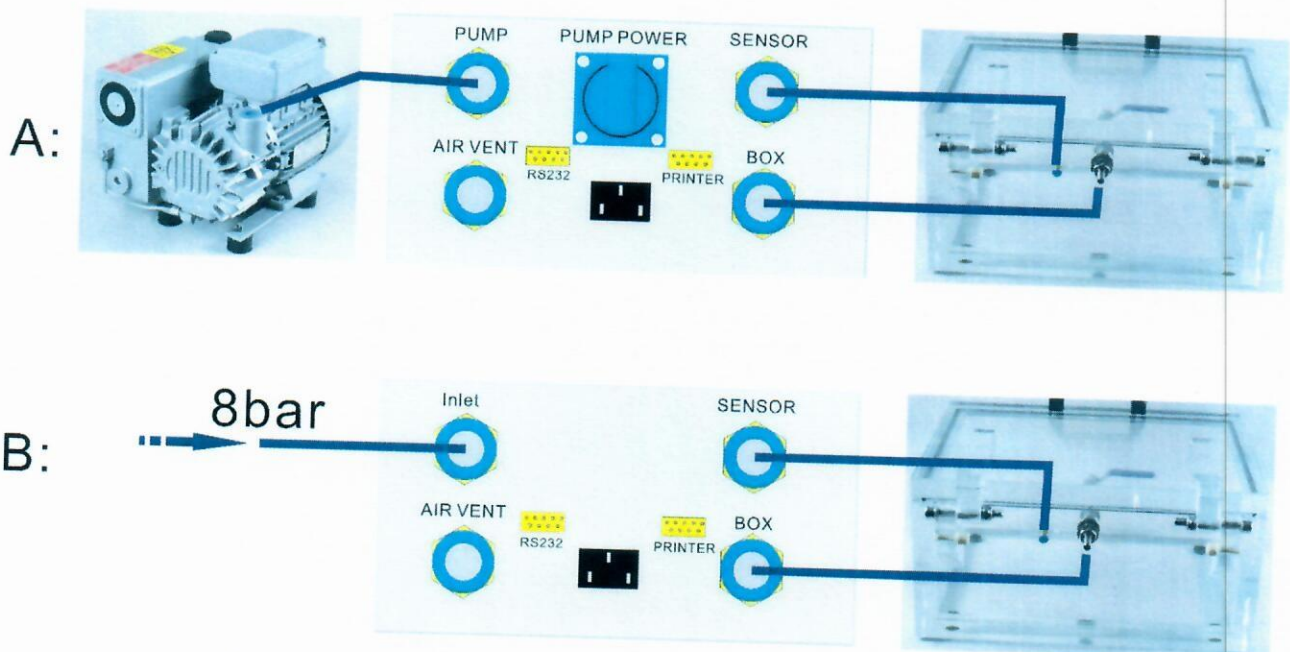 A:
PUMP
PUMP POWER
SENSOR
AIR VENT
RS232
PRINTER
BOX
B:
8bar
Inlet
SENSOR
AIR VENT
RS232
PRINTER
BOX